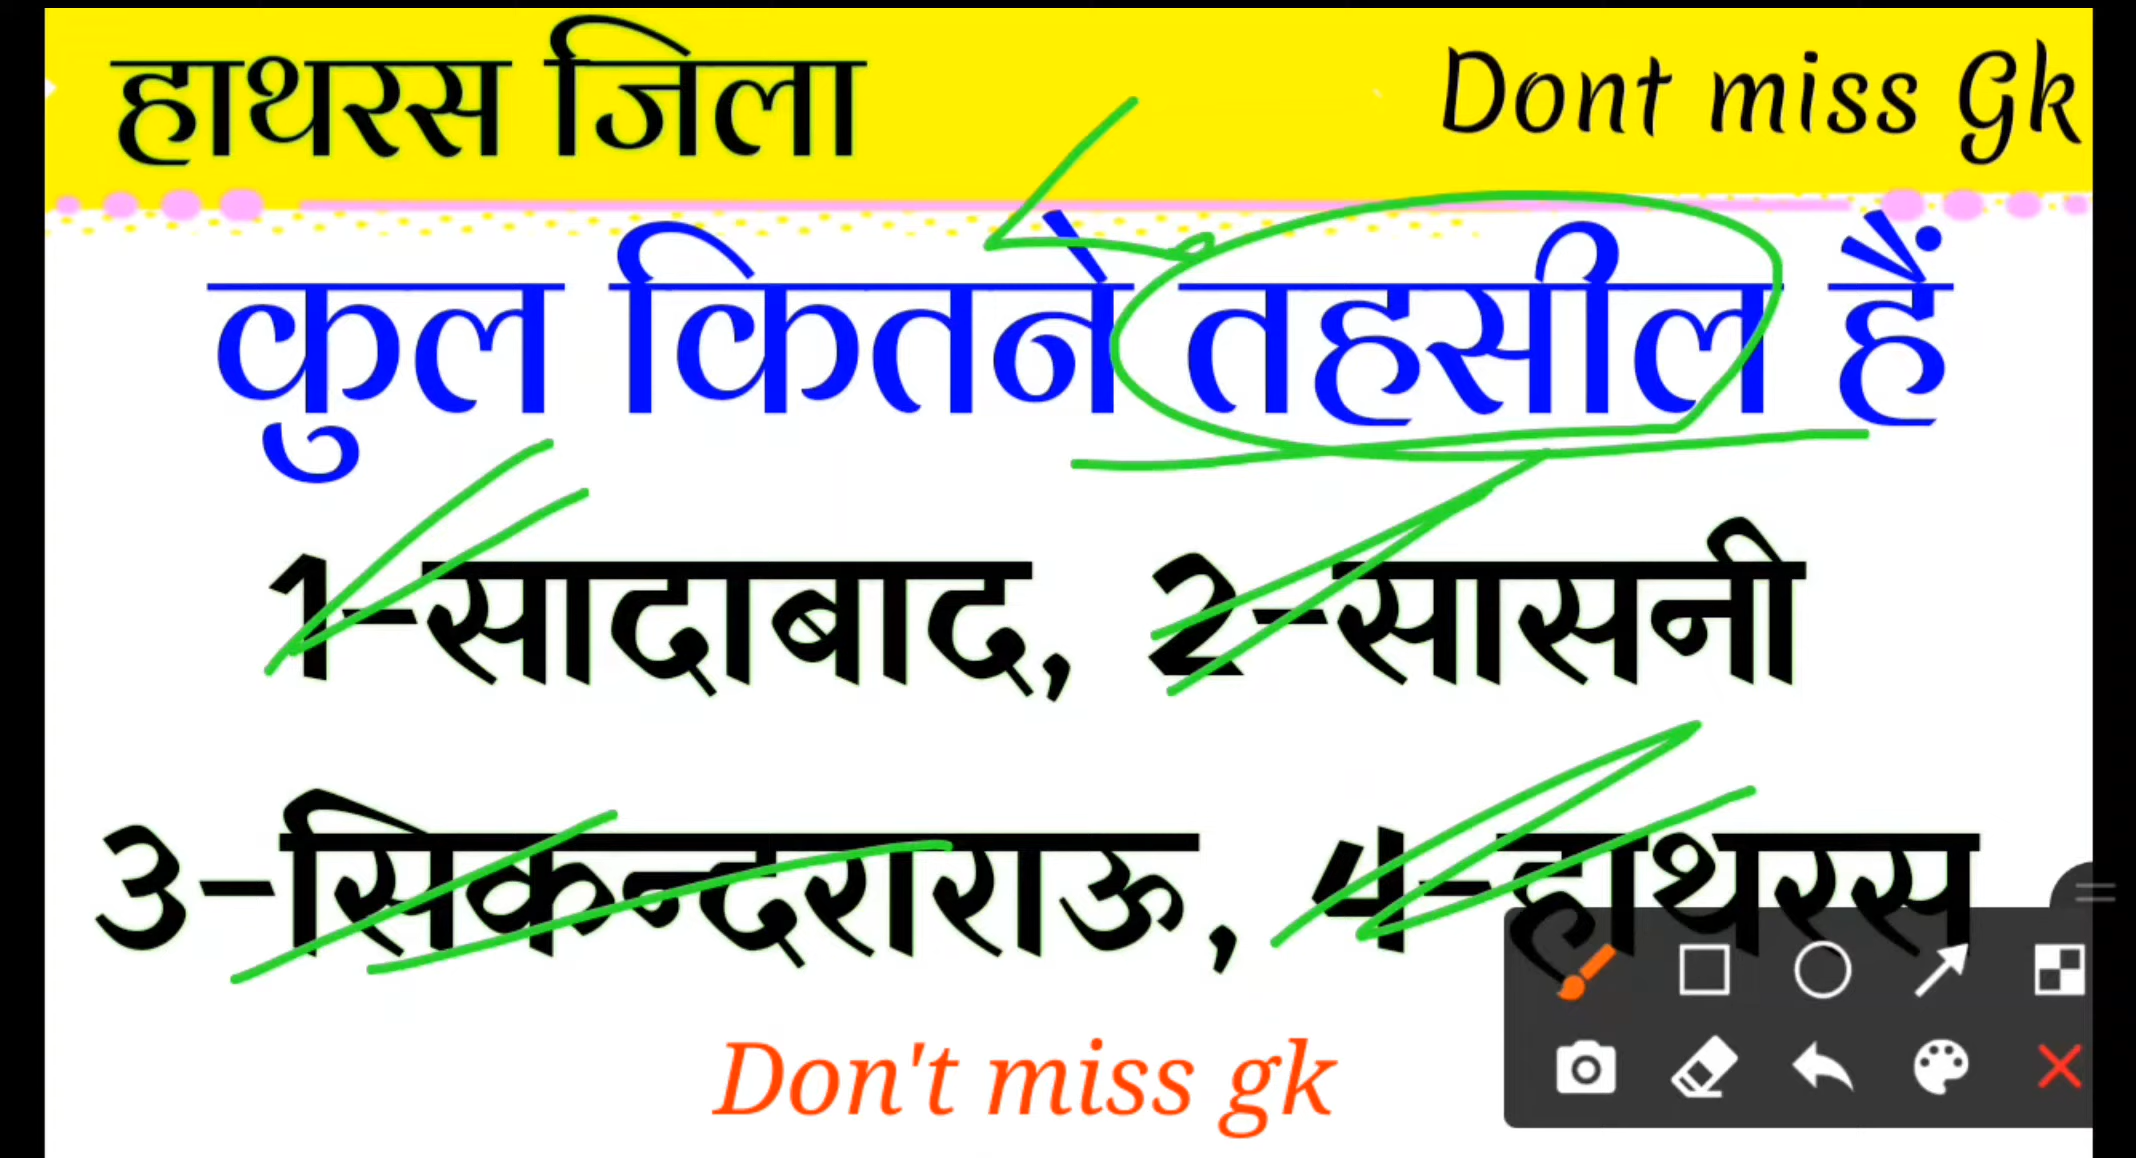 हाथरस जिला
Dont miss Gk
कुल कितने तहसील हैं
1-सादाबाद, 2-सासनी
3-सिकन्दराराऊ, 4-हाथरस
Don't miss gk